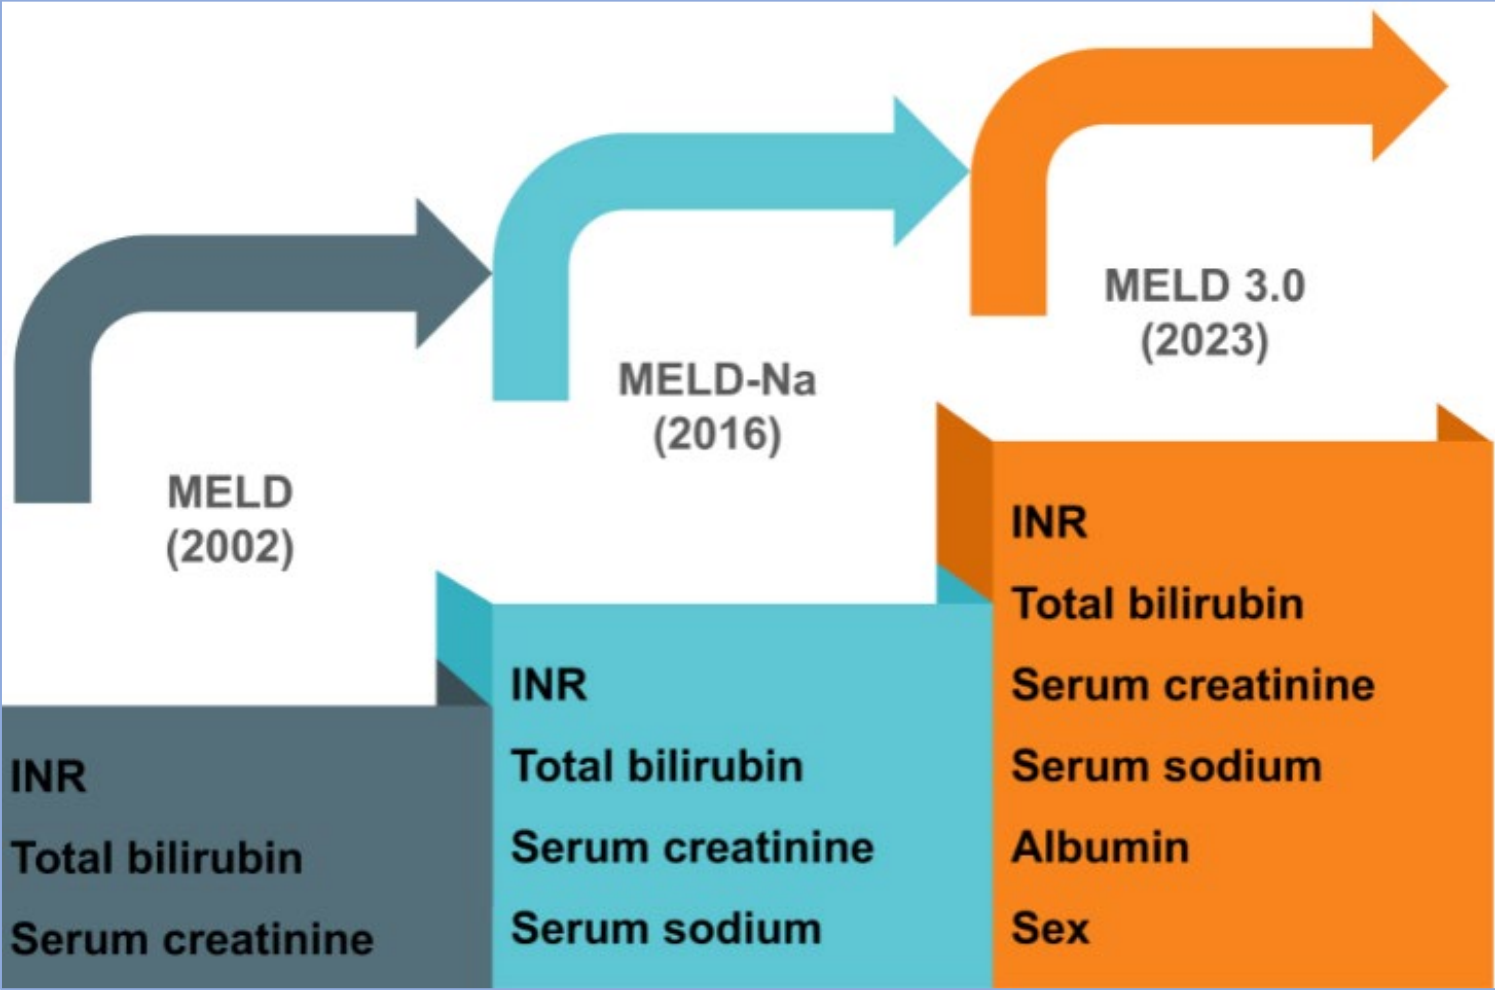 MELD
(2002)
INR
Total bilirubin
Serum creatinine
MELD-Na
(2016)
INR
Total bilirubin
Serum creatinine
Serum sodium
MELD 3.0
(2023)
INR
Total bilirubin
Serum creatinine
Serum sodium
Albumin
Sex